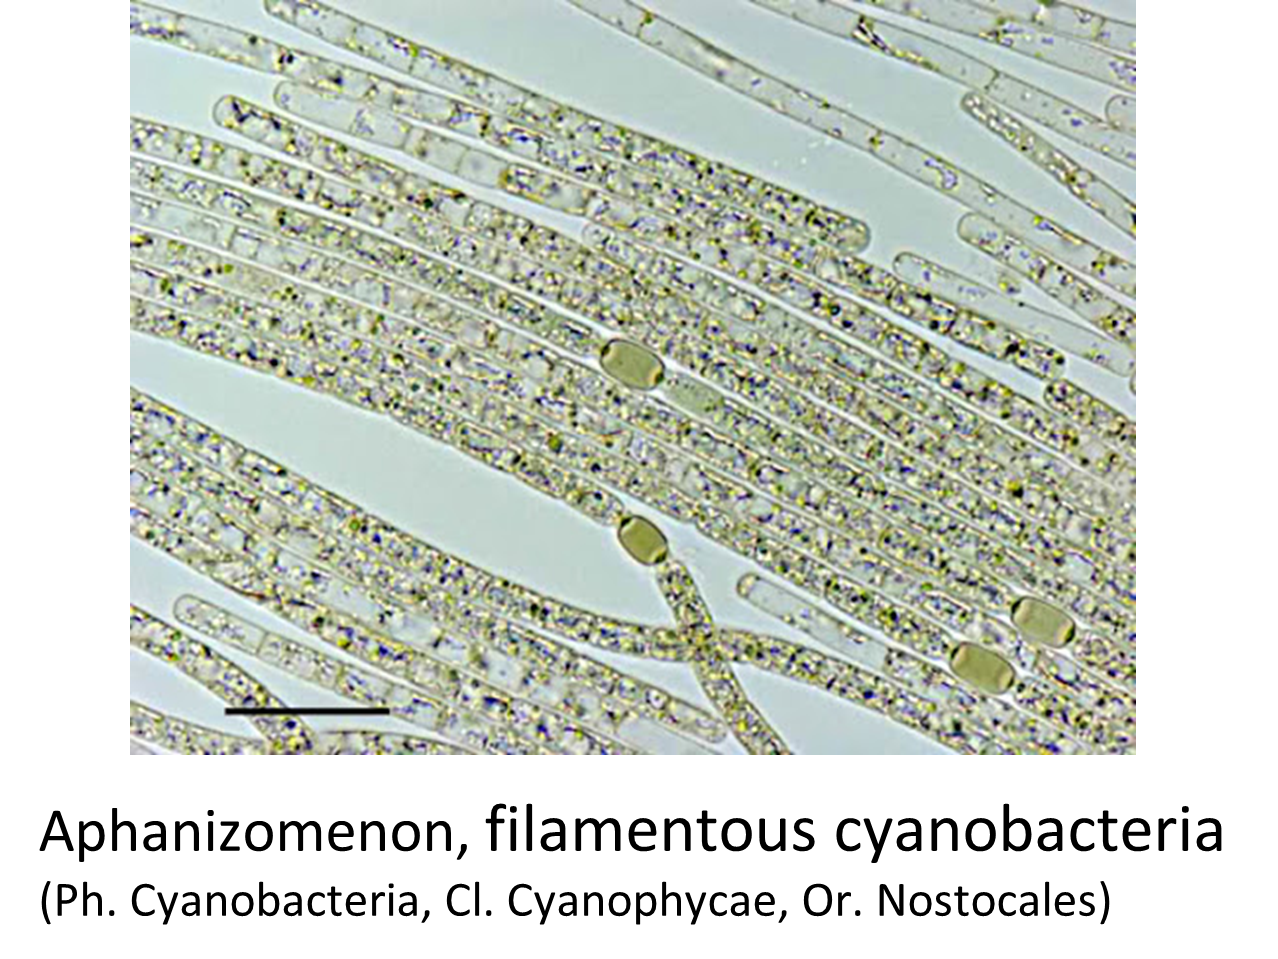 Aphanizomenon, filamentous cyanobacteria
(Ph. Cyanobacteria, Cl. Cyanophycae, Or. Nostocales)